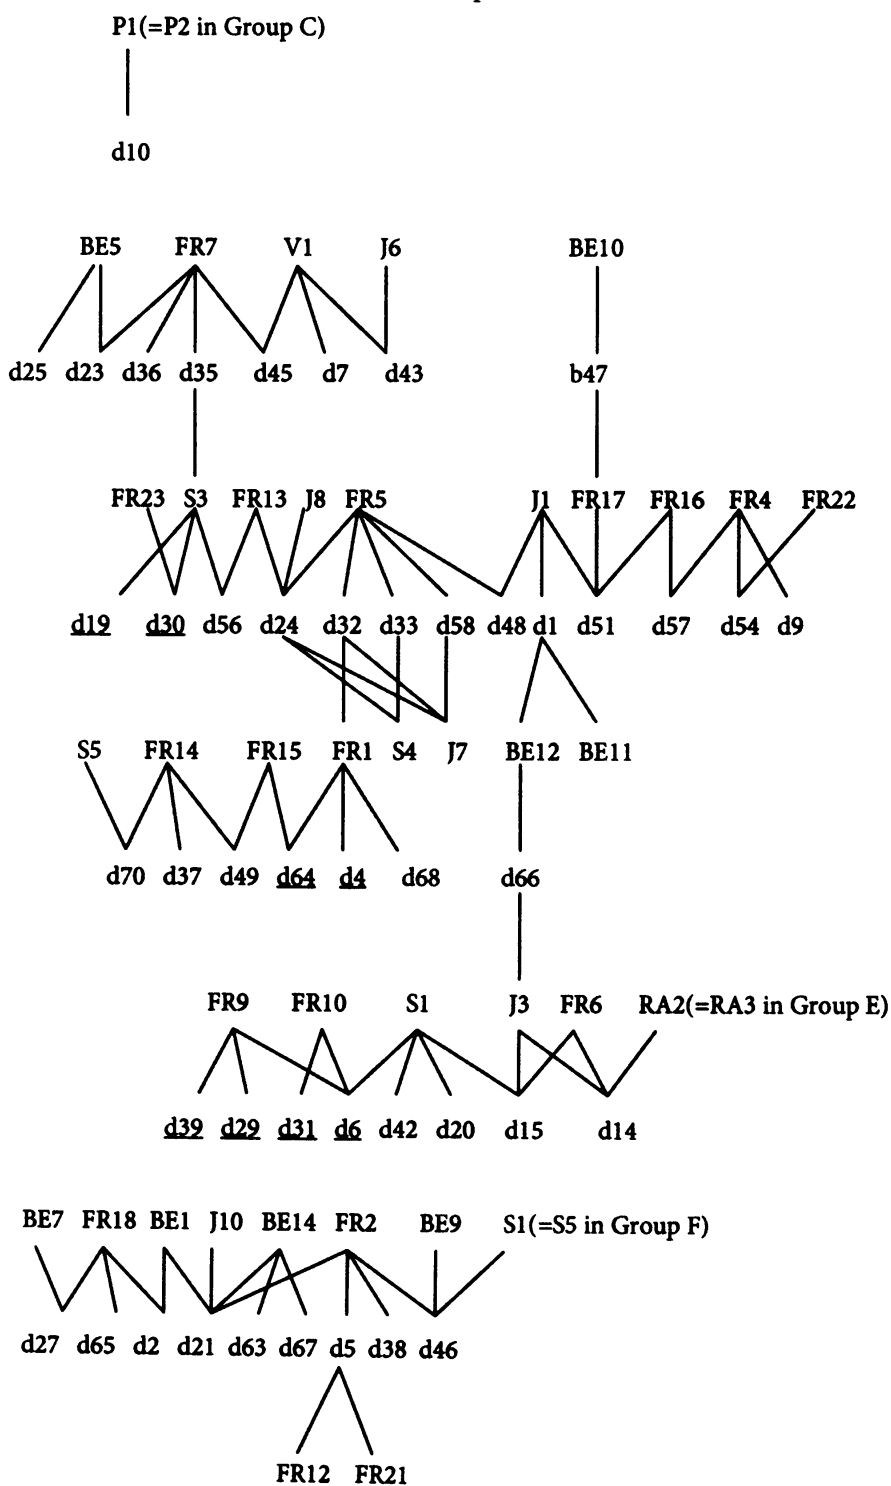 P1(=P2 in Group C)
d10
BE5 FR7 V1 J6 BE10
d25 d23 d36 d35 d45 d7 d43 b47
FR23 S3 FR13 J8 FR5 J1 FR17 FR16 FR4 FR22
d19 d30 d56 d24 d32 d33 d58 d48 d1 d51 d57 d54 d9
S5 FR14 FR15 FR1 S4 J7 BE12 BE11
d70 d37 d49 d64 d4 d68 d66
FR9 FR10 S1 J3 FR6 RA2(=RA3 in Group E)
d39 d29 d31 d6 d42 d20 d15 d14
BE7 FR18 BE1 J10 BE14 FR2 BE9 S1(=S5 in Group F)
d27 d65 d2 d21 d63 d67 d5 d38 d46
FR12 FR21